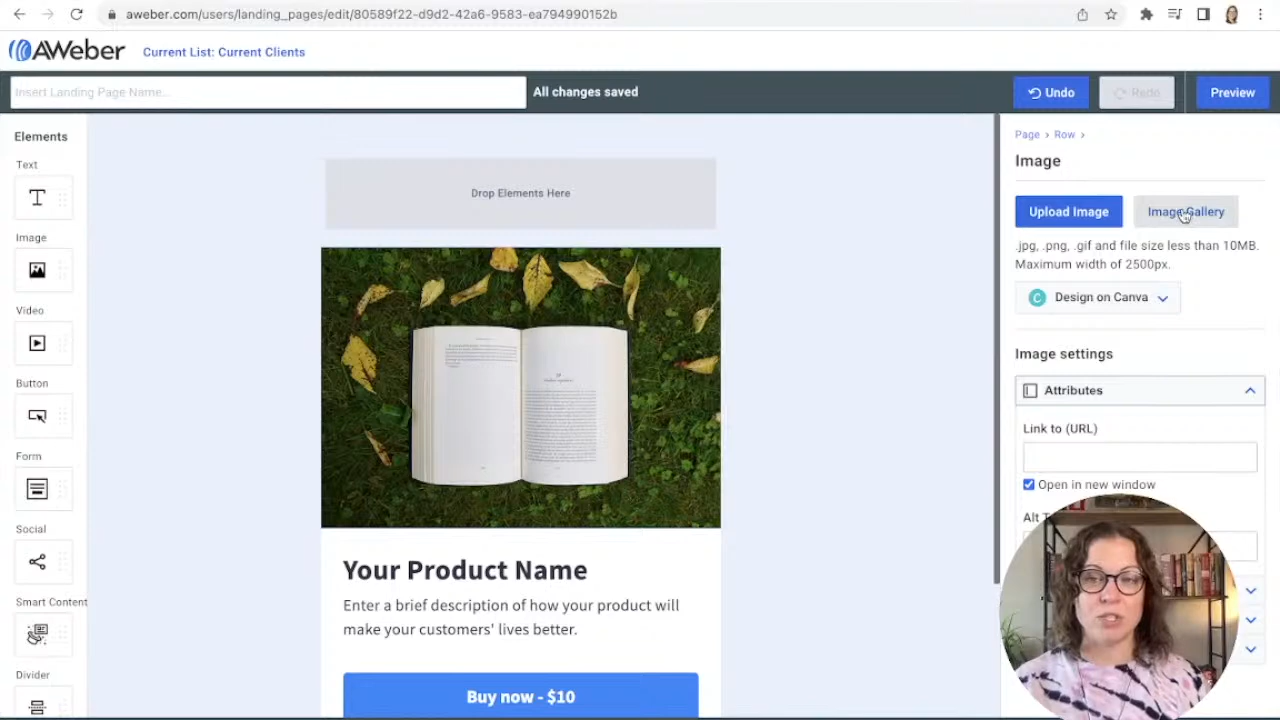 aweber.com/users/landing_pages/edit/80589f22-d9d2-42a6-9583-ea794990152b
AWeber
Current List: Current Clients
Insert Landing Page Name...
All changes saved
Undo
Redo
Preview
Elements
Text
Image
Video
Button
Form
Social
Smart Content
Divider
Drop Elements Here
Your Product Name
Enter a brief description of how your product will
make your customers' lives better.
Buy now - $10
Page › Row ›
Image
Upload Image
Image Gallery
.jpg, .png, .gif and file size less than 10MB.
Maximum width of 2500px.
C
Design on Canva
Image settings
Attributes
Link to (URL)
Open in new window
Alt